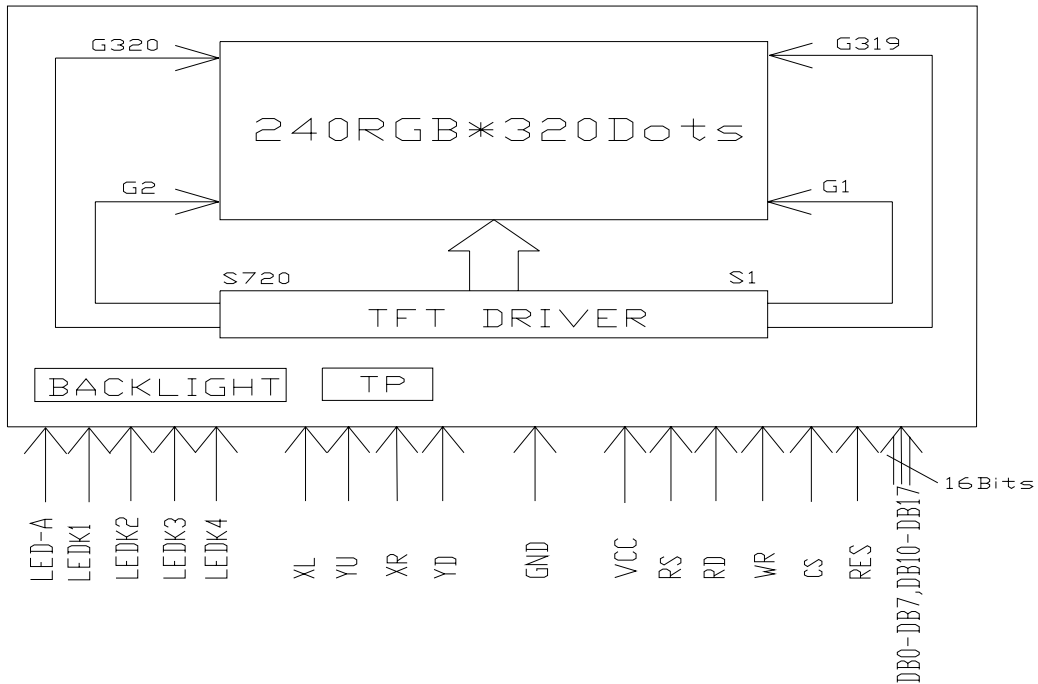 G320
G319
240RGB*320Dots
G2
G1
S720
S1
TFT DRIVER
BACKLIGHT
TP
16Bits
LED-A
LEDK1
LEDK2
LEDK3
LEDK4
XL
YU
XR
YD
GND
VCC
RS
RD
WR
CS
RES
DB0-DB7,DB10-DB17